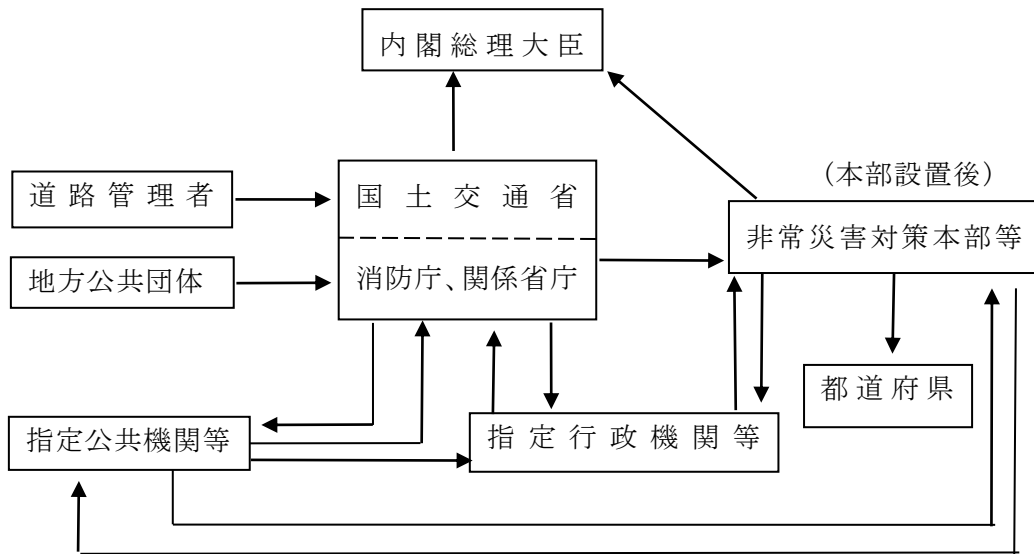 内閣総理大臣
(本部設置後)
道路管理者
国土交通省
非常災害対策本部等
地方公共団体
消防庁、関係省庁
都道府県
指定公共機関等
指定行政機関等